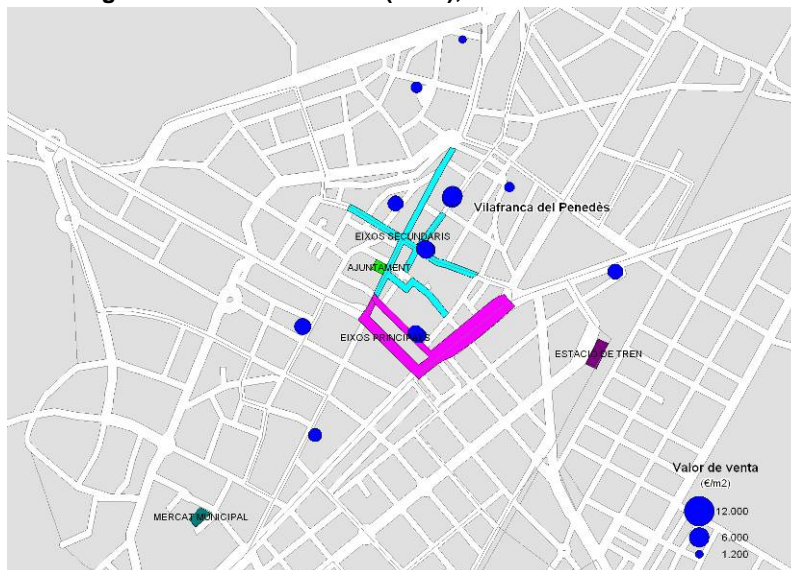 Vilafranca del Penedès
EIXOS SECUNDARIS
AJUNTAMENT
EIXOS PRINCIPALS
ESTACIO DE TREN
MERCAT MUNICIPAL
Valor de venta
(€/m2)
12.000
6.000
1.200